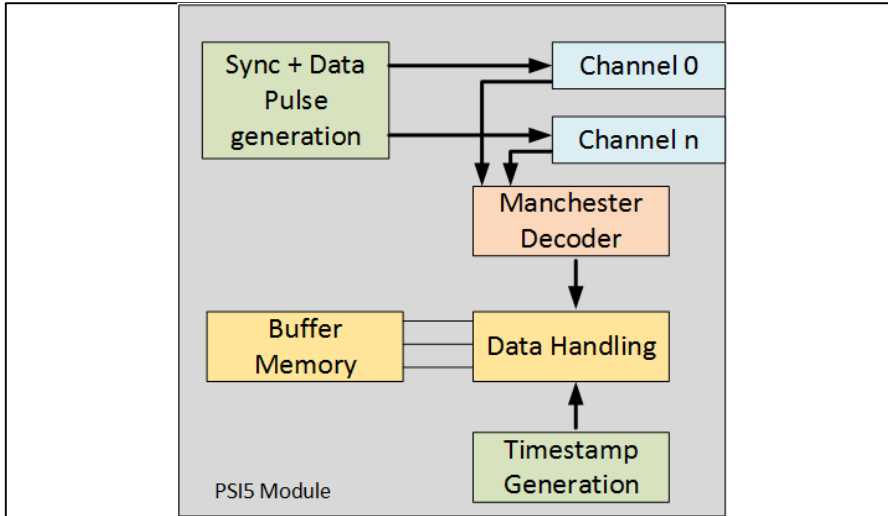 Sync + Data
Pulse
generation
Channel 0
Channel n
Manchester
Decoder
Buffer
Memory
Data Handling
Timestamp
Generation
PSI5 Module